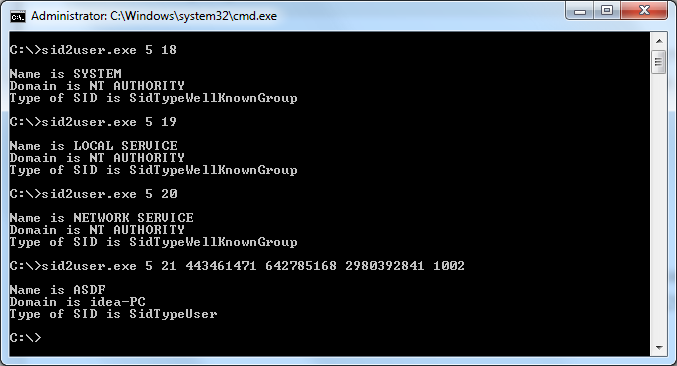 Administrator: C:\Windows\system32\cmd.exe
C:\>sid2user.exe 5 18
Name is SYSTEM
Domain is NT AUTHORITY
Type of SID is SidTypeWellKnownGroup
C:\>sid2user.exe 5 19
Name is LOCAL SERVICE
Domain is NT AUTHORITY
Type of SID is SidTypeWellKnownGroup
C:\>sid2user.exe 5 20
Name is NETWORK SERVICE
Domain is NT AUTHORITY
Type of SID is SidTypeWellKnownGroup
C:\>sid2user.exe 5 21 443461471 642785168 2980392841 1002
Name is ASDF
Domain is idea-PC
Type of SID is SidTypeUser
C:\>